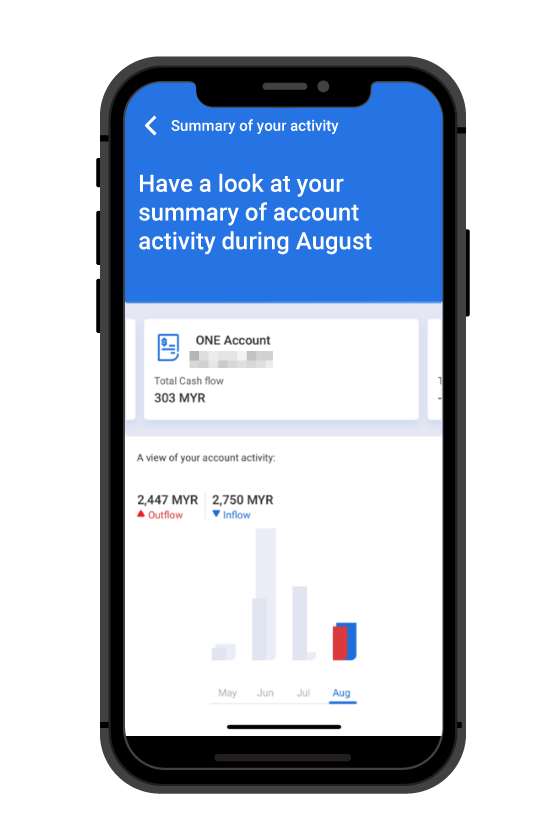 Summary of your activity
Have a look at your
summary of account
activity during August
ONE Account
Total Cash flow
303 MYR
A view of your account activity:
2,447 MYR 2,750 MYR
Outflow Inflow
May Jun Jul Aug